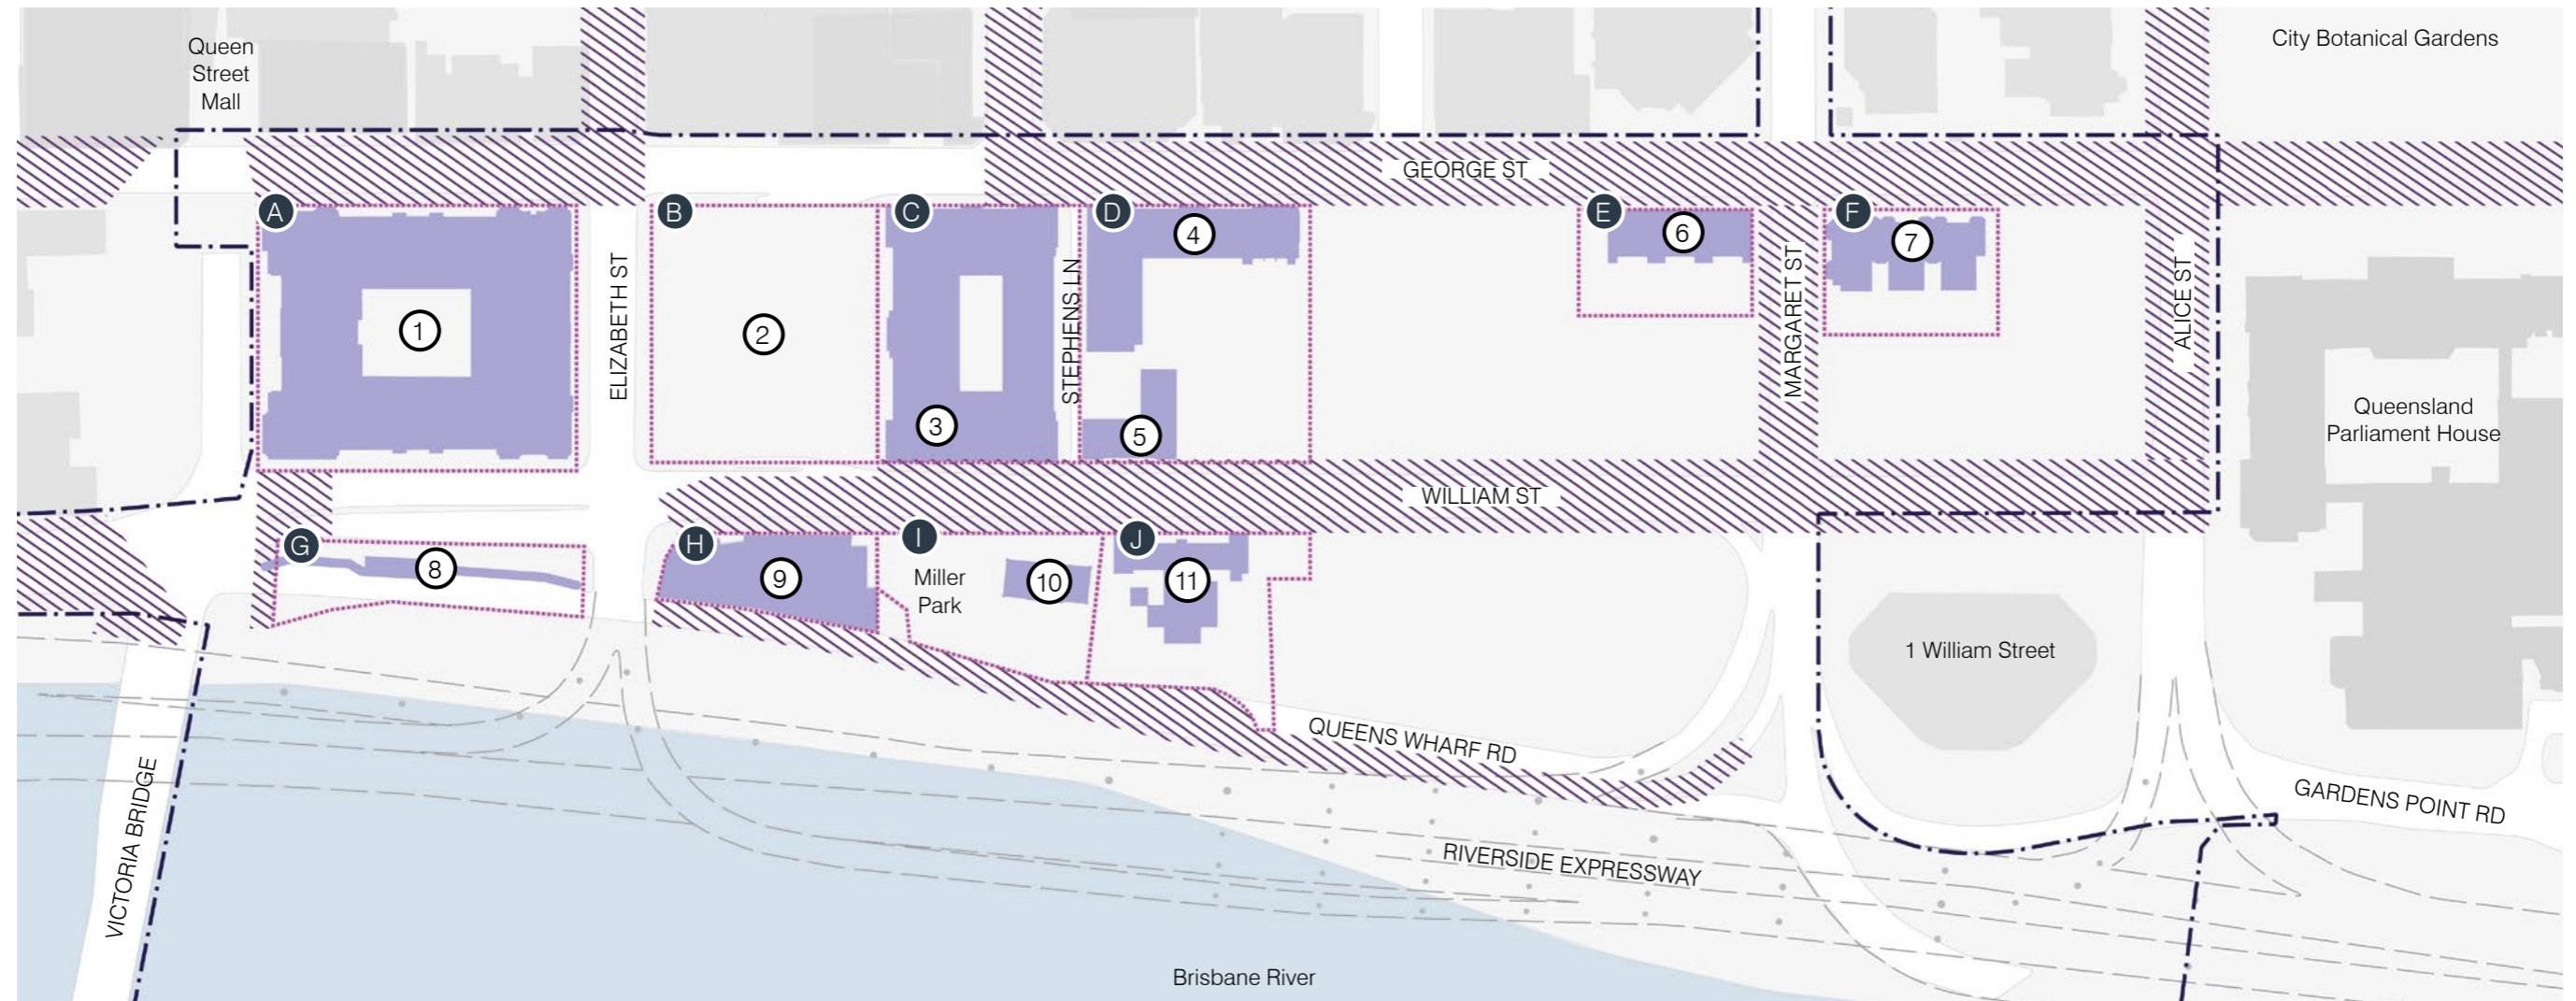 Queen
Street
Mall
City Botanical Gardens
GEORGE ST
A
B
C
D
E
F
4
6
7
ELIZABETH ST
STEPHENS LN
MARGARET ST
ALICE ST
1
2
3
5
Queensland
Parliament House
WILLIAM ST
G
H
I
J
8
9
Miller
Park
10
11
1 William Street
QUEENS WHARF RD
VICTORIA BRIDGE
GARDENS POINT RD
RIVERSIDE EXPRESSWAY
Brisbane River